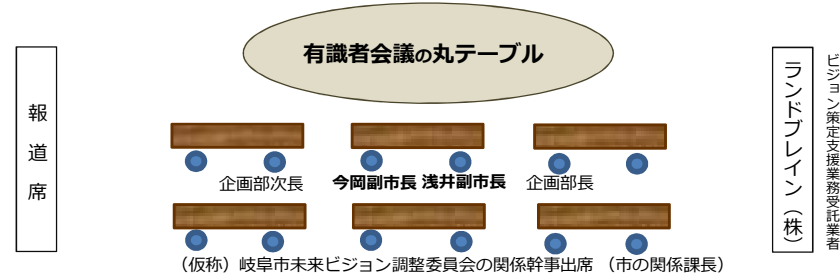 有識者会議の丸テーブル
報道席
ランドブレイン（株）
ビジョン策定支援業務受託業者
企画部次長
今岡副市長 浅井副市長
企画部長
（仮称）岐阜市未来ビジョン調整委員会の関係幹事出席 （市の関係課長）